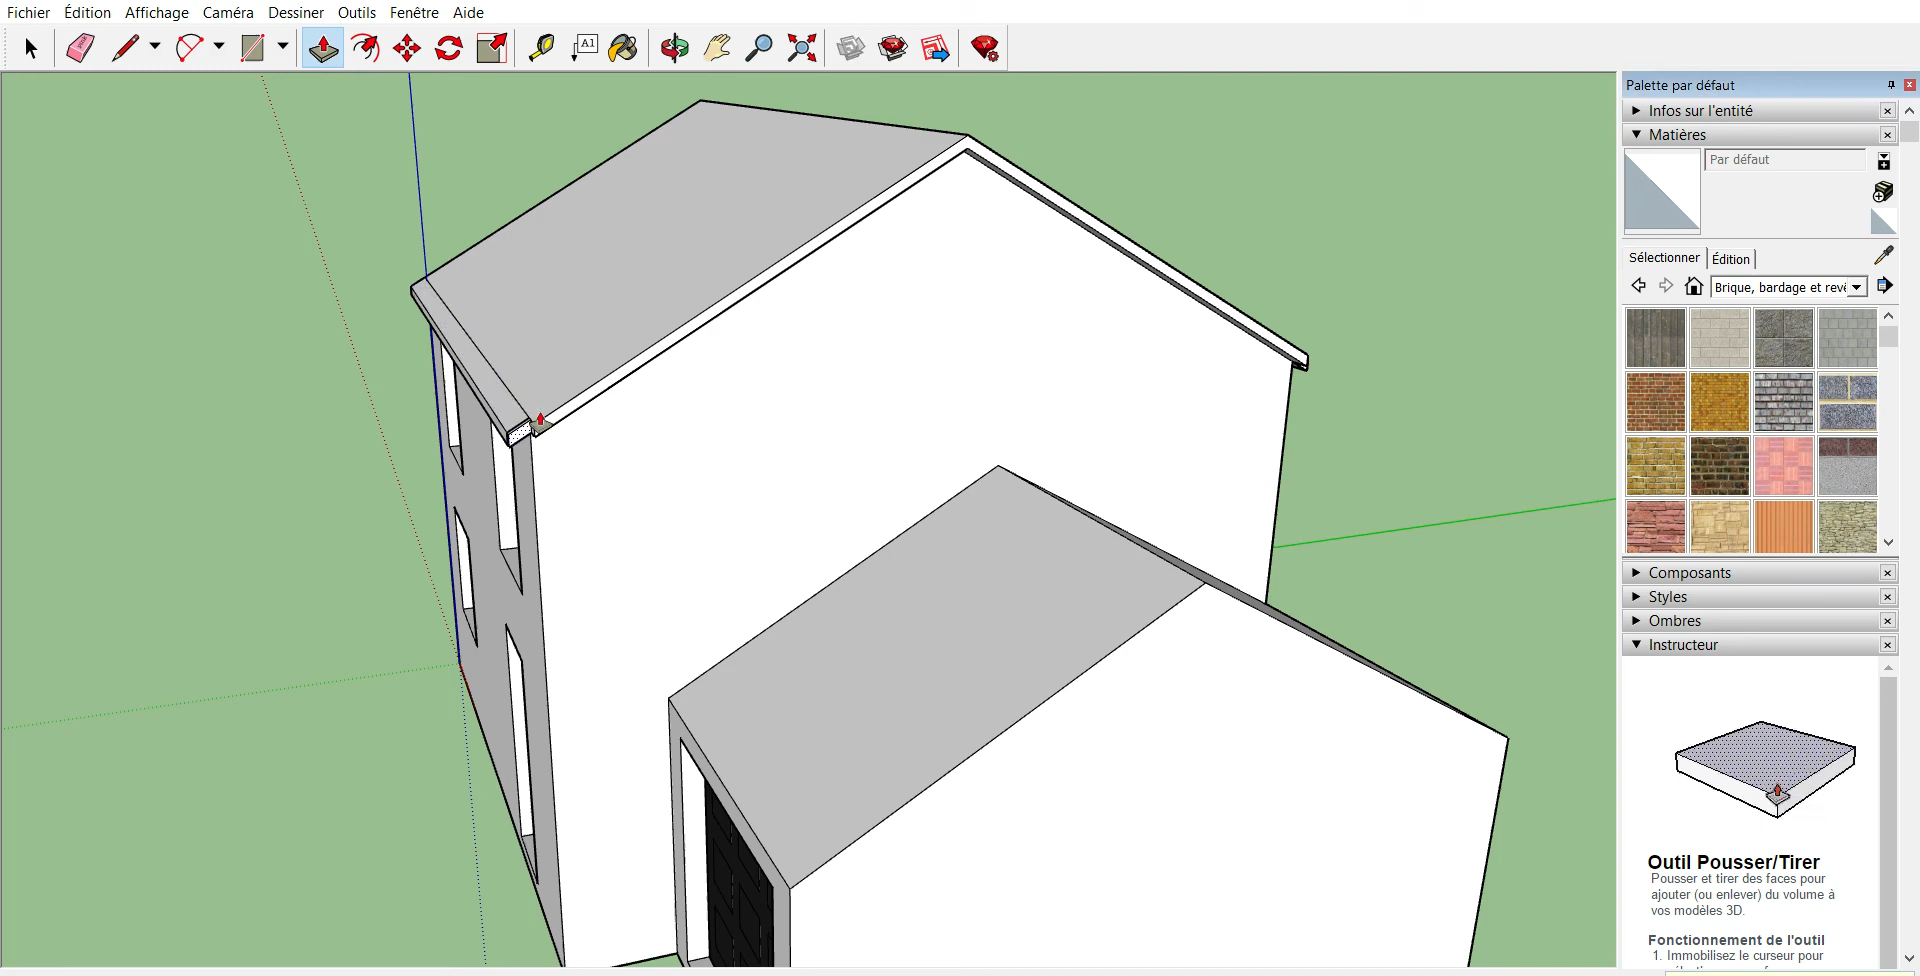 Fichier Édition Affichage Caméra Dessiner Outils Fenêtre Aide
A1
Palette par défaut
Infos sur l'entité
Matières
Par défaut
Sélectionner Édition
Brique, bardage et revê
Composants
Styles
Ombres
Instructeur
Outil Pousser/Tirer
Pousser et tirer des faces pour
ajouter (ou enlever) du volume à
vos modèles 3D.
Fonctionnement de l'outil
1. Immobilisez le curseur pour